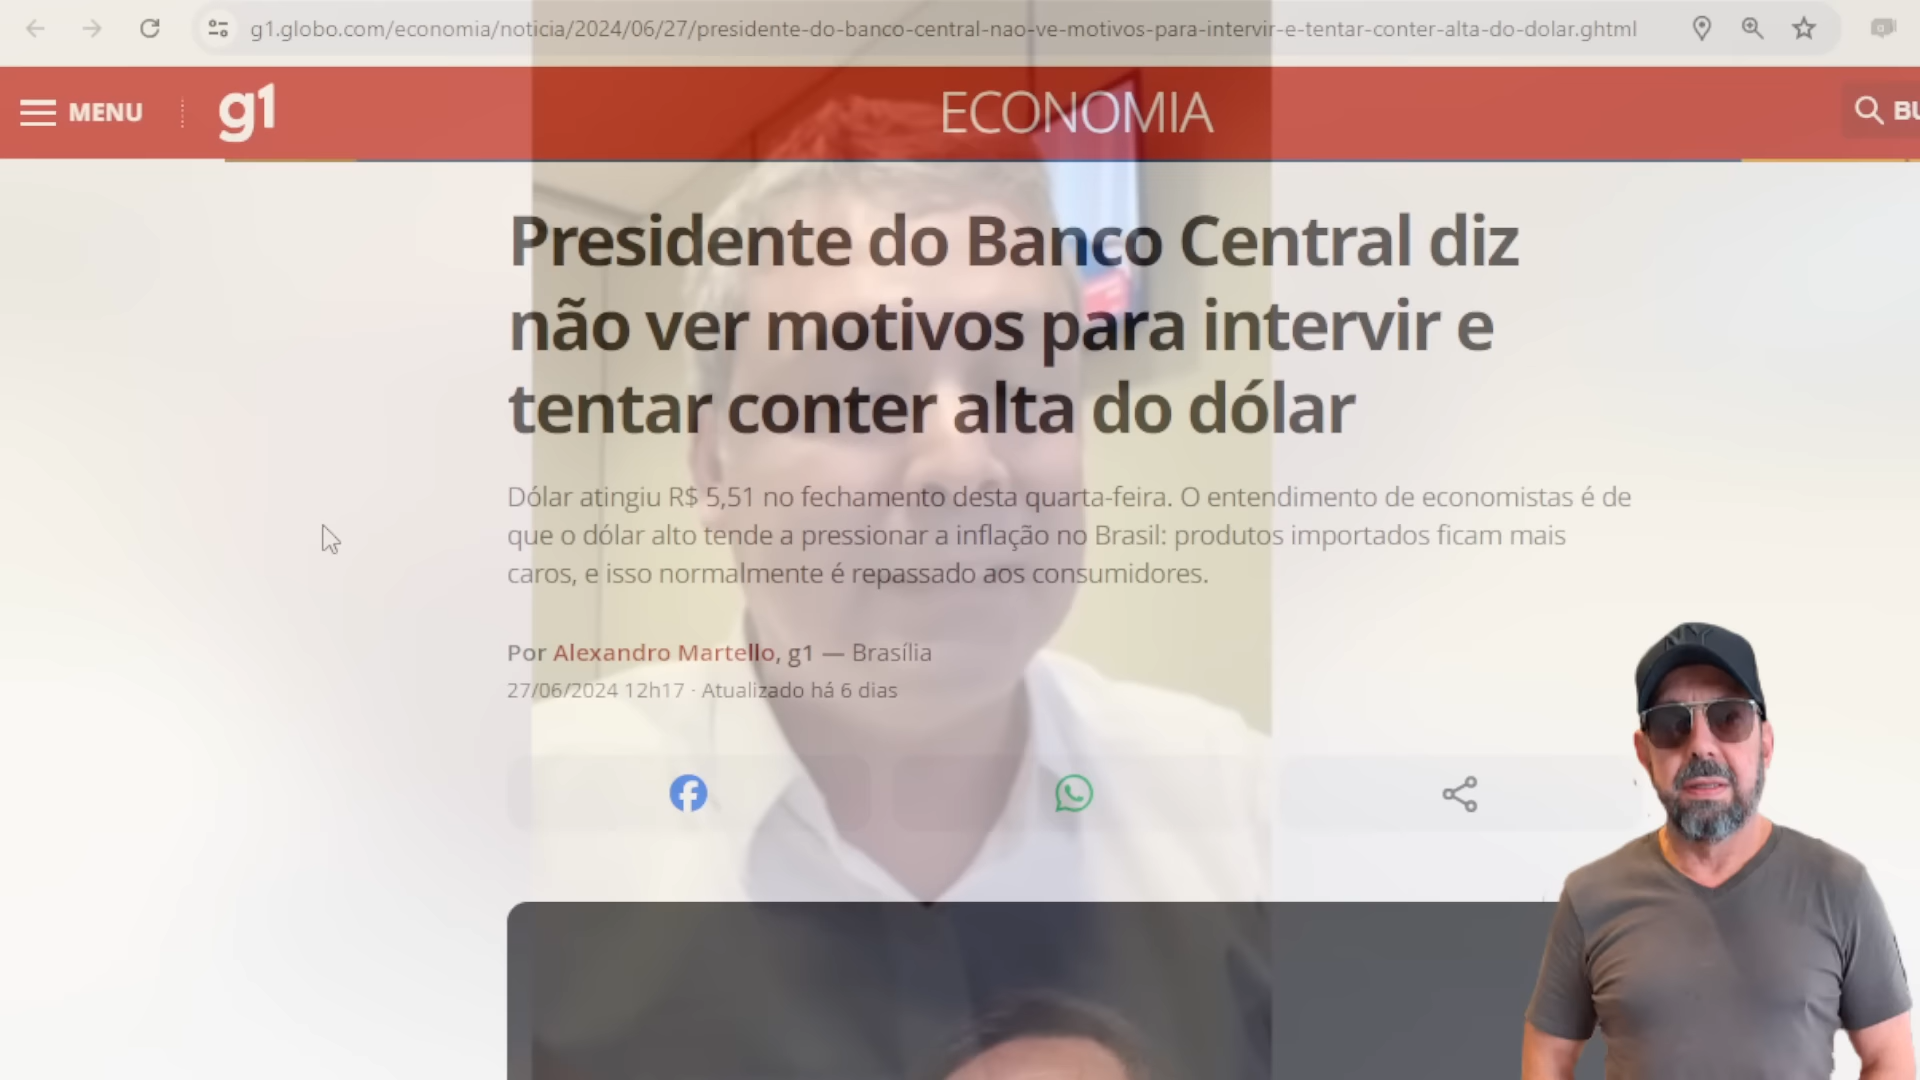 g1.globo.com/economia/noticia/2024/06/27/presidente-do-banco-central-nao-ve-motivos-para-intervir-e-tentar-conter-alta-do-dolar.ghtml
MENU
g1
ECONOMIA
BU
Presidente do Banco Central diz
não ver motivos para intervir e
tentar conter alta do dólar
Dólar atingiu R$ 5,51 no fechamento desta quarta-feira. O entendimento de economistas é de
que o dólar alto tende a pressionar a inflação no Brasil: produtos importados ficam mais
caros, e isso normalmente é repassado aos consumidores.
Por Alexandro Martello, g1 — Brasília
27/06/2024 12h17 · Atualizado há 6 dias
NY